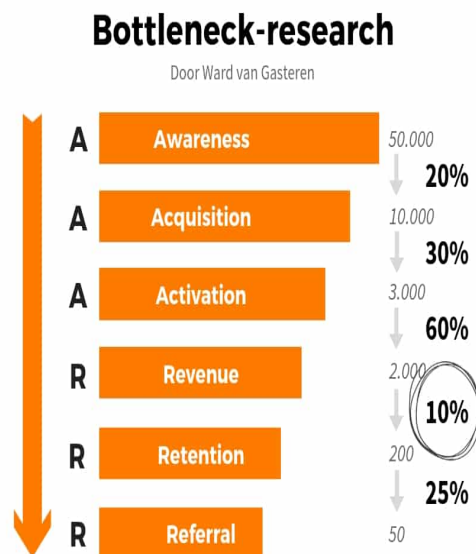 Bottleneck-research
Door Ward van Gasteren
A Awareness 50.000
20%
A Acquisition 10.000
30%
A Activation 3.000
60%
R Revenue 2.000
10%
R Retention 200
25%
R Referral 50